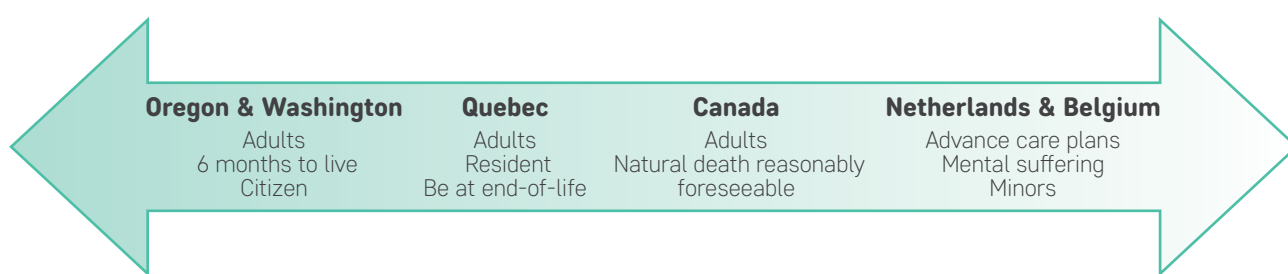 Oregon & Washington
Adults
6 months to live
Citizen
Quebec
Adults
Resident
Be at end-of-life
Canada
Adults
Natural death reasonably
foreseeable
Netherlands & Belgium
Advance care plans
Mental suffering
Minors